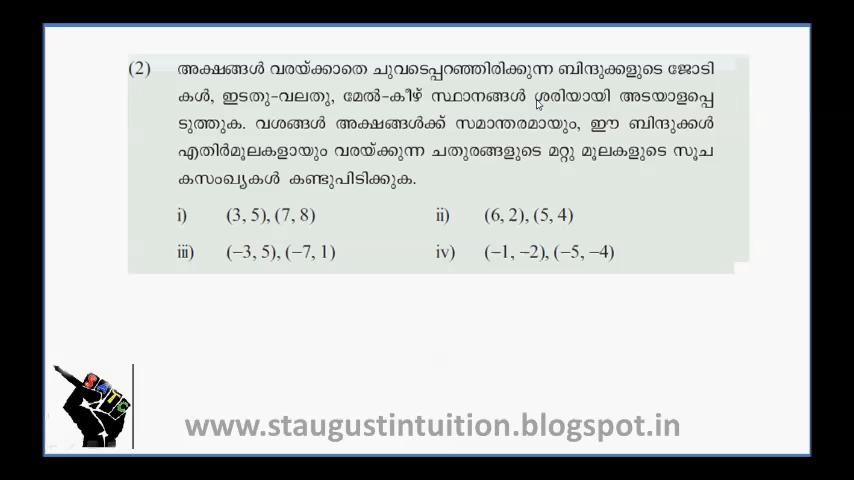 (2) അക്ഷങ്ങൾ വരയ്ക്കാതെ ചുവടെപ്പറഞ്ഞിരിക്കുന്ന ബിന്ദുക്കളുടെ ജോടി
കൾ, ഇടതു-വലതു, മേൽ-കീഴ് സ്ഥാനങ്ങൾ ശരിയായി അടയാളപ്പെ
ടുത്തുക. വശങ്ങൾ അക്ഷങ്ങൾക്ക് സമാന്തരമായും, ഈ ബിന്ദുക്കൾ
എതിർമൂലകളായും വരയ്ക്കുന്ന ചതുരങ്ങളുടെ മറ്റു മൂലകളുടെ സൂച
കസംഖ്യകൾ കണ്ടുപിടിക്കുക.
i) (3, 5), (7, 8) ii) (6, 2), (5, 4)
iii) (−3, 5), (−7, 1) iv) (−1, −2), (−5, −4)
SATC
www.staugustintuition.blogspot.in